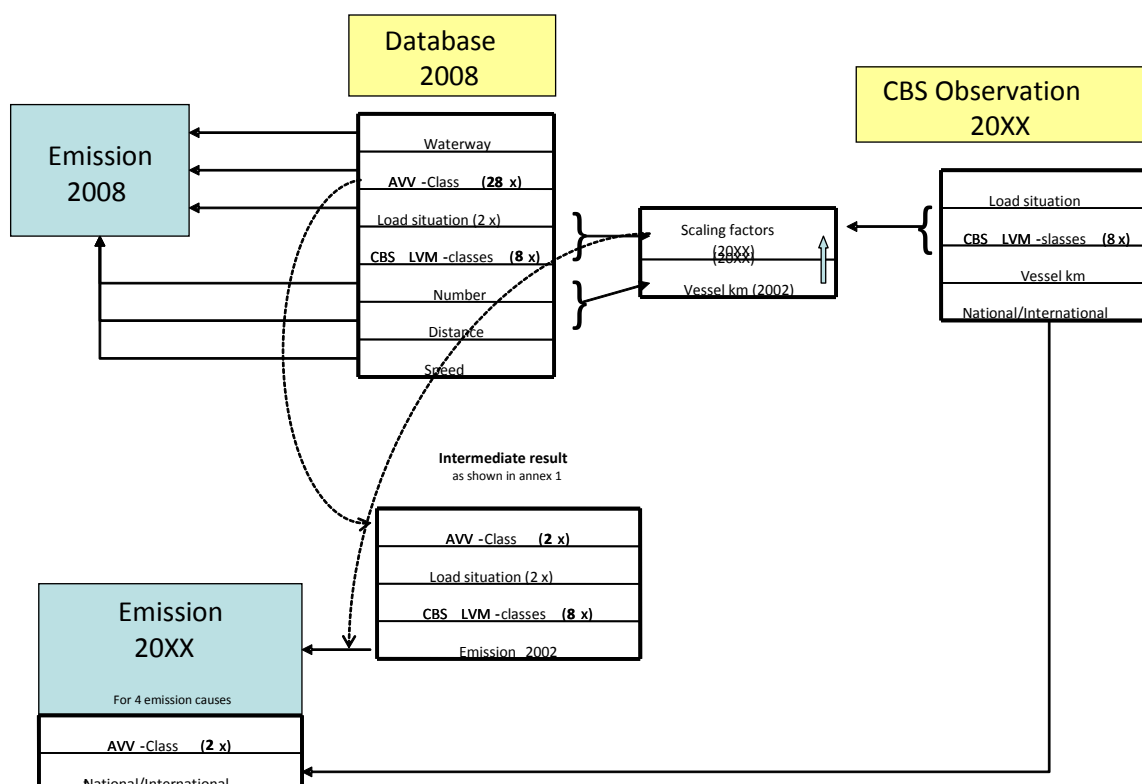 Database
2008
CBS Observation
20XX
Emission
2008
Waterway
AVV -Class (28 x)
Load situation (2 x)
CBS LVM -classes (8 x)
Number
Distance
Speed
Scaling factors
(20XX)
(20XX)
Vessel km (2002)
Load situation
CBS LVM -slasses (8 x)
Vessel km
National/International
Intermediate result
as shown in annex 1
AVV -Class (2 x)
Load situation (2 x)
CBS LVM -classes (8 x)
Emission 2002
Emission
20XX
For 4 emission causes
AVV -Class (2 x)
National/International